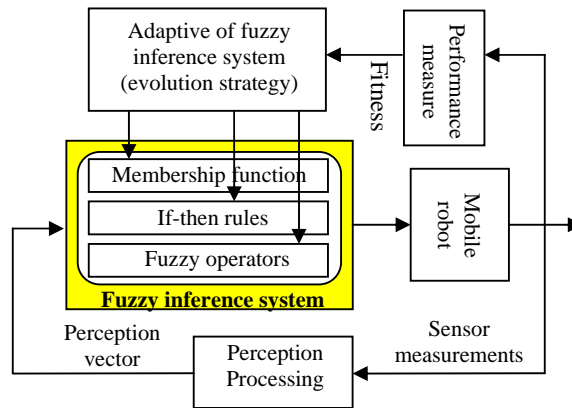 Adaptive of fuzzy
inference system
(evolution strategy)
Fitness
Performance
measure
Membership function
If-then rules
Fuzzy operators
Fuzzy inference system
Mobile
robot
Perception
vector
Perception
Processing
Sensor
measurements